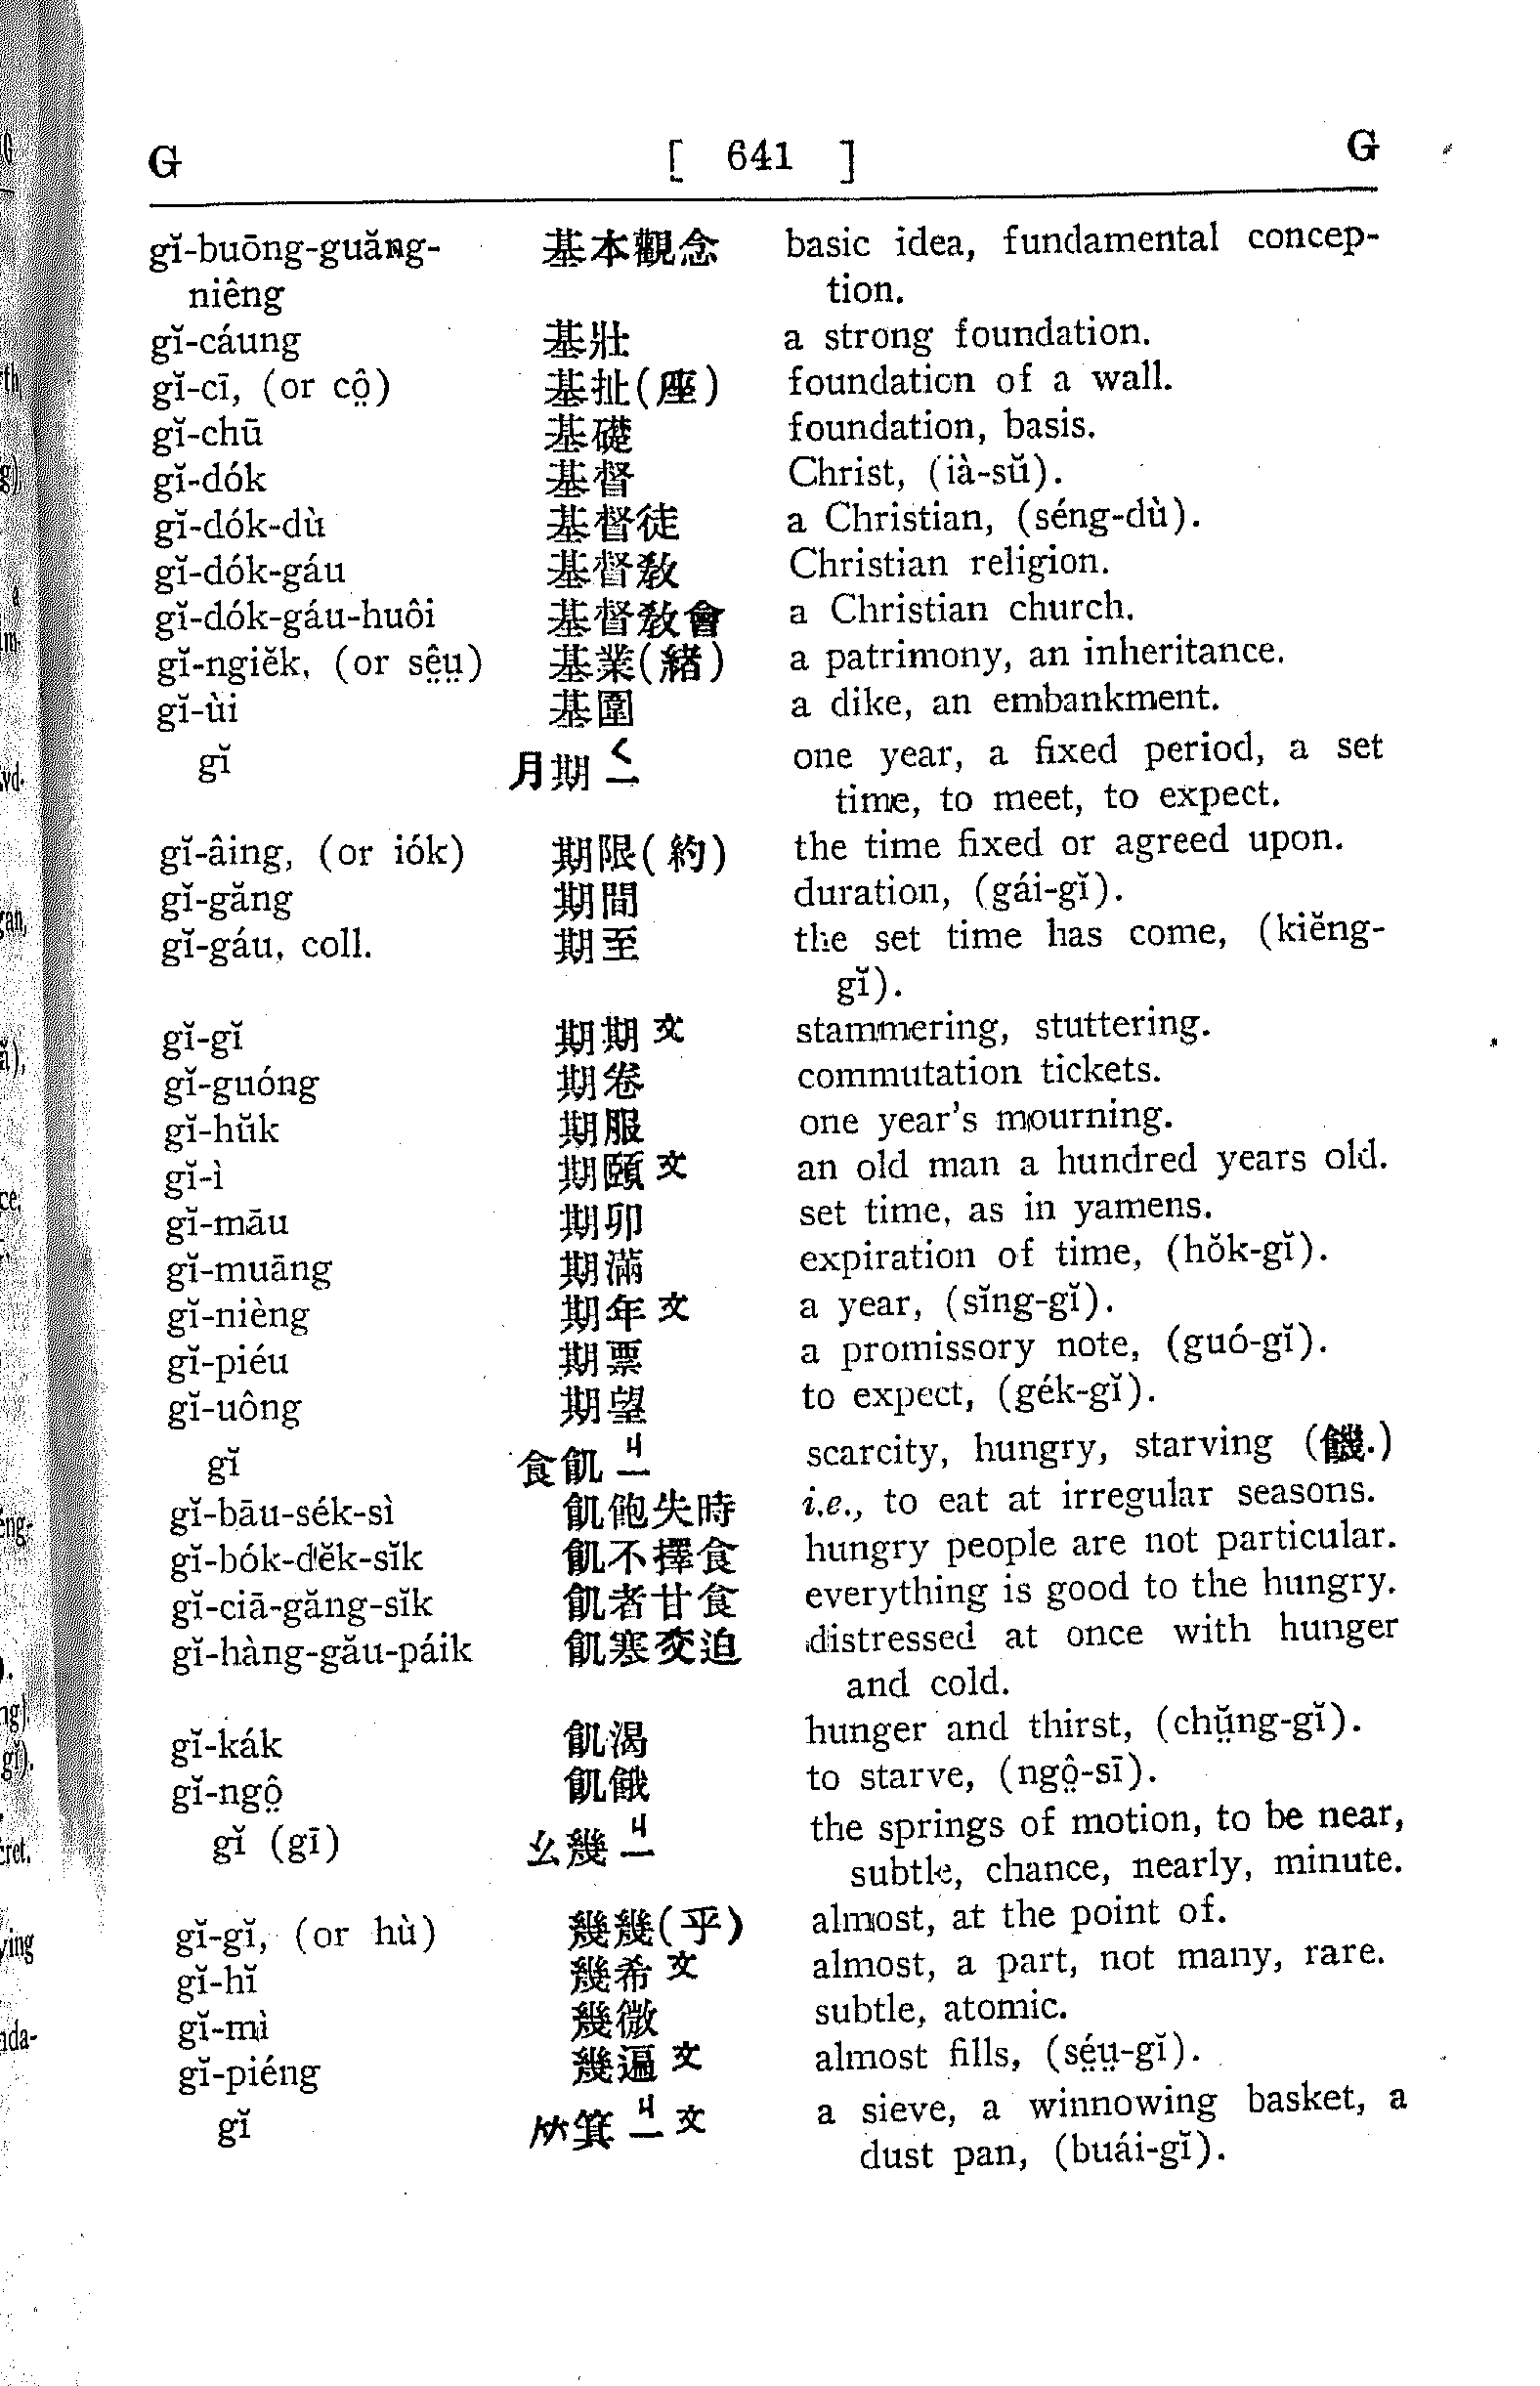 G [ 641 ] G
gĭ-buōng-guăng- 基本觀念 basic idea, fundamental concep-
niêng tion.
gĭ-cáung 基壯 a strong foundation.
gĭ-cī, (or cô̤) 基址(座) foundation of a wall.
gĭ-chū 基礎 foundation, basis.
gĭ-dók 基督 Christ, (ià-sŭ).
gĭ-dók-dù 基督徒 a Christian, (séng-dù).
gĭ-dók-gáu 基督敎 Christian religion.
gĭ-dók-gáu-huôi 基督敎會 a Christian church.
gĭ-ngiĕk, (or sê̤ṳ) 基業(緒) a patrimony, an inheritance.
gĭ-ùi 基圍 a dike, an embankment.
gĭ 月期ㄑ一 one year, a fixed period, a set
time, to meet, to expect.
gĭ-âing, (or iók) 期限(約) the time fixed or agreed upon.
gĭ-găng 期間 duration, (gái-gĭ).
gĭ-gáu, coll. 期至 the set time has come, (kiĕng-
gĭ).
gĭ-gĭ 期期文 stammering, stuttering.
gĭ-guóng 期卷 commutation tickets.
gĭ-hŭk 期服 one year's mourning.
gĭ-ì 期頤文 an old man a hundred years old.
gĭ-māu 期卯 set time, as in yamens.
gĭ-muāng 期滿 expiration of time, (hŏk-gĭ).
gĭ-nièng 期年文 a year, (sĭng-gĭ).
gĭ-piéu 期票 a promissory note, (guó-gĭ).
gĭ-uông 期望 to expect, (gék-gĭ).
gĭ 食飢ㄐ一 scarcity, hungry, starving (饑.)
gĭ-bāu-sék-sì 飢飽失時 i.e., to eat at irregular seasons.
gĭ-bók-dĕk-sĭk 飢不擇食 hungry people are not particular.
gĭ-ciā-găng-sĭk 飢者甘食 everything is good to the hungry.
gĭ-hàng-gău-páik 飢寒交迫 distressed at once with hunger
and cold.
gĭ-kák 飢渴 hunger and thirst, (chṳ̆ng-gĭ).
gĭ-ngô̤ 飢餓 to starve, (ngô̤-sī).
gĭ (gī) 幺幾ㄐ一 the springs of motion, to be near,
subtle, chance, nearly, minute.
gĭ-gĭ, (or hù) 幾幾(乎) almost, at the point of.
gĭ-hĭ 幾希文 almost, a part, not many, rare.
gĭ-mì 幾微 subtle, atomic.
gĭ-piéng 幾遍文 almost fills, (sé̤ṳ-gĭ).
gĭ 竹箕ㄐ一文 a sieve, a winnowing basket, a
dust pan, (buái-gĭ).